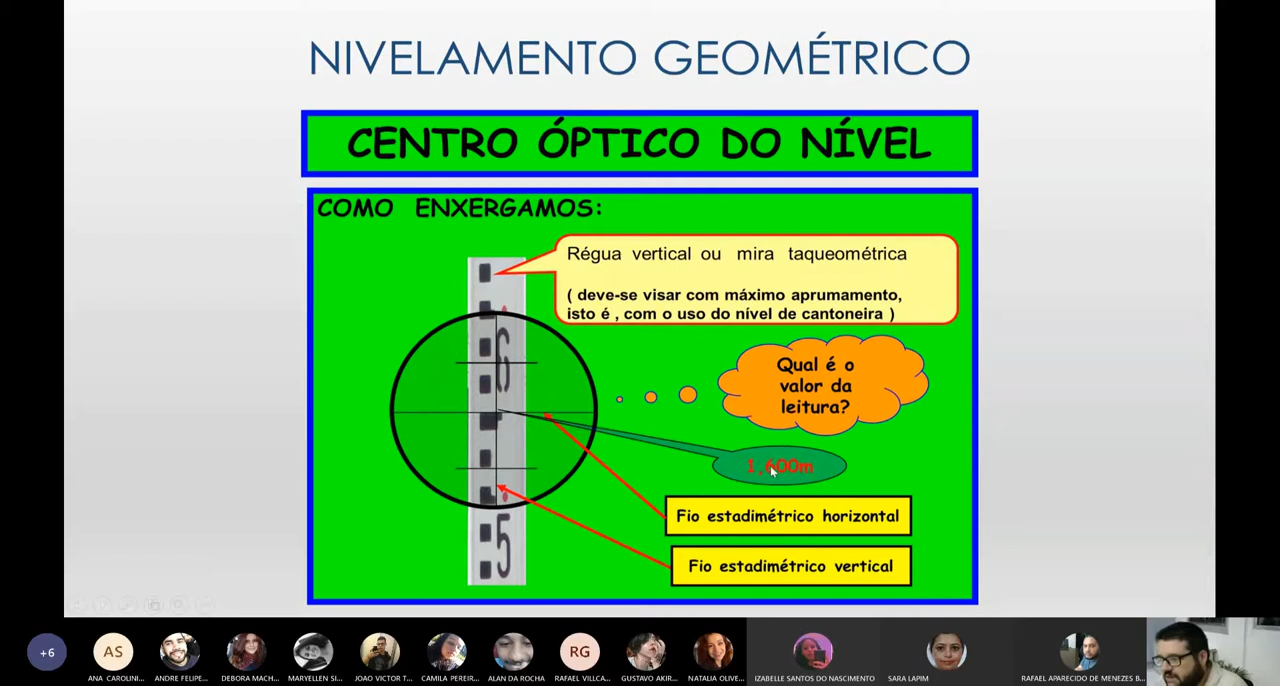 NIVELAMENTO GEOMÉTRICO
CENTRO ÓPTICO DO NÍVEL
COMO ENXERGAMOS:
Régua vertical ou mira taqueométrica
( deve-se visar com máximo aprumamento,
isto é , com o uso do nível de cantoneira )
6
Qual é o
valor da
leitura?
1,600m
Fio estadimétrico horizontal
5
Fio estadimétrico vertical
+6
AS
RG
ANA CAROLINI...
ANDRE FELIPE...
DEBORA MACH...
MARYELLEN SI...
JOAO VICTOR T...
CAMILA PEREIR...
ALAN DA ROCHA
RAFAEL VILLCA...
GUSTAVO AKIR...
NATALIA OLIVE...
IZABELLE SANTOS DO NASCIMENTO
SARA LAPIM
RAFAEL APARECIDO DE MENEZES B...